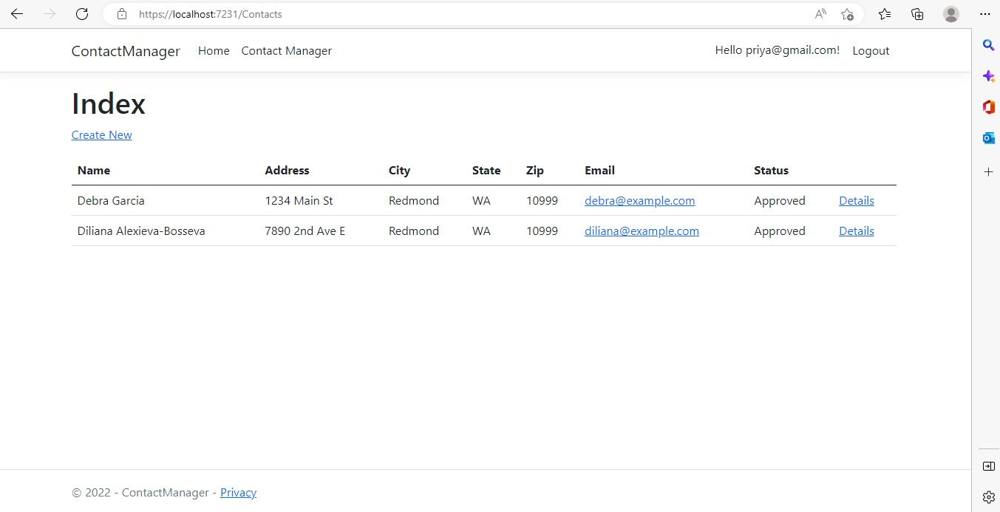 https://localhost:7231/Contacts
ContactManager Home Contact Manager Hello priya@gmail.com! Logout
Index
Create New
Name Address City State Zip Email Status
Debra Garcia 1234 Main St Redmond WA 10999 debra@example.com Approved Details
Diliana Alexieva-Bosseva 7890 2nd Ave E Redmond WA 10999 diliana@example.com Approved Details
© 2022 - ContactManager - Privacy